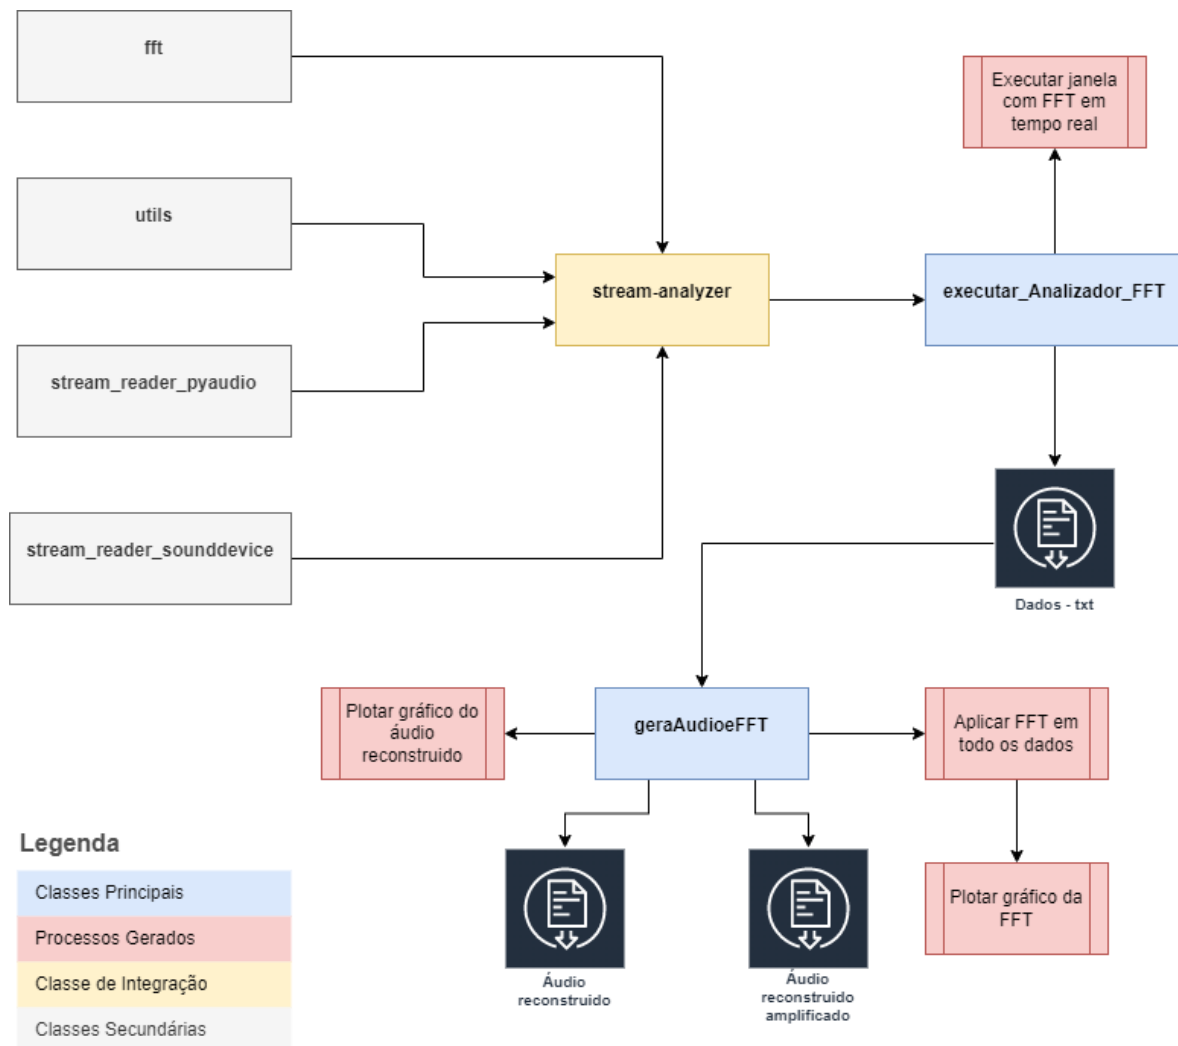 fft
Executar janela
com FFT em
tempo real
utils
stream-analyzer
executar_Analizador_FFT
stream_reader_pyaudio
stream_reader_sounddevice
Dados - txt
Plotar gráfico do
áudio
reconstruido
geraAudioeFFT
Aplicar FFT em
todo os dados
Legenda
Classes Principais
Processos Gerados
Classe de Integração
Classes Secundárias
Áudio
reconstruido
Áudio
reconstruido
amplificado
Plotar gráfico da
FFT